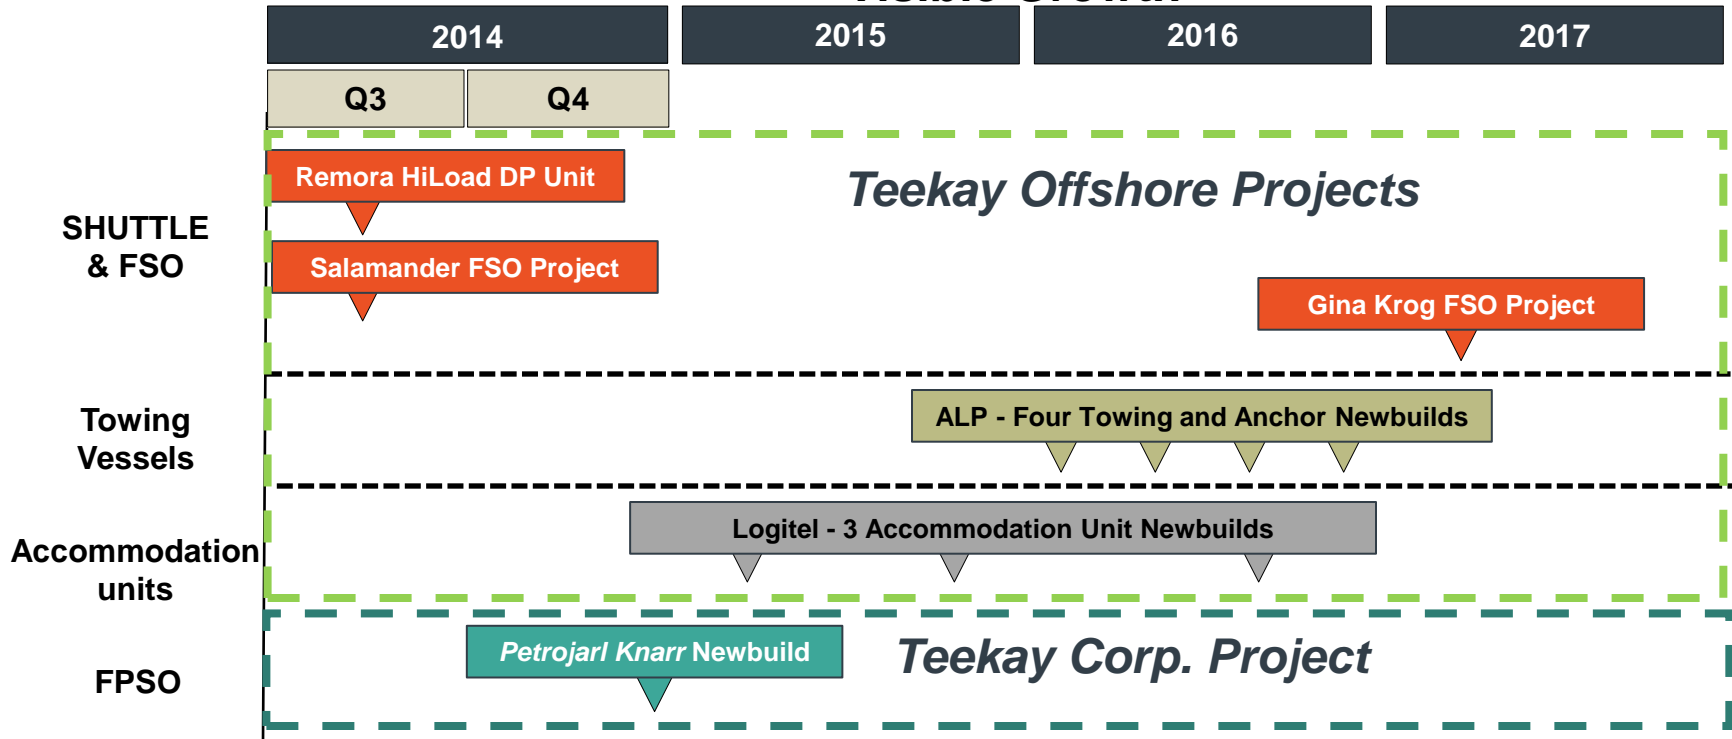 2014
2015
2016
2017
Q3
Q4
Remora HiLoad DP Unit
Teekay Offshore Projects
SHUTTLE
& FSO
Salamander FSO Project
Gina Krog FSO Project
Towing
Vessels
ALP - Four Towing and Anchor Newbuilds
Accommodation
units
Logitel - 3 Accommodation Unit Newbuilds
FPSO
Petrojarl Knarr Newbuild
Teekay Corp. Project